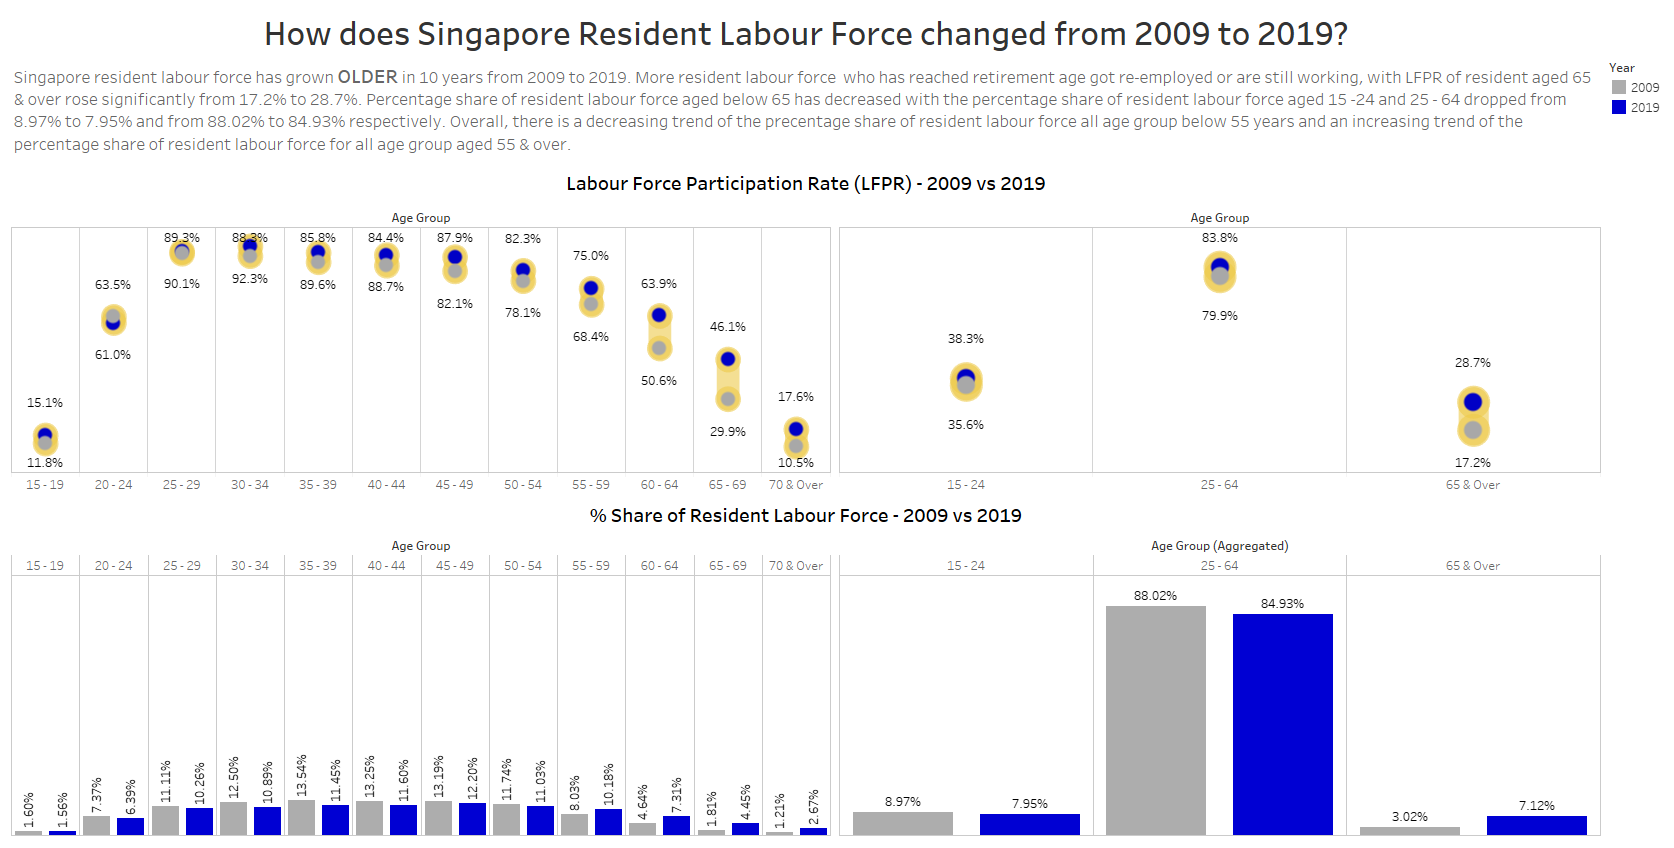 How does Singapore Resident Labour Force changed from 2009 to 2019?
Singapore resident labour force has grown OLDER in 10 years from 2009 to 2019. More resident labour force who has reached retirement age got re-employed or are still working, with LFPR of resident aged 65
& over rose significantly from 17.2% to 28.7%. Percentage share of resident labour force aged below 65 has decreased with the percentage share of resident labour force aged 15 -24 and 25 - 64 dropped from
8.97% to 7.95% and from 88.02% to 84.93% respectively. Overall, there is a decreasing trend of the precentage share of resident labour force all age group below 55 years and an increasing trend of the
percentage share of resident labour force for all age group aged 55 & over.
Year
2009
2019
Labour Force Participation Rate (LFPR) - 2009 vs 2019
Age Group Age Group
89.3% 88.3% 85.8% 84.4% 87.9% 82.3% 83.8%
75.0%
63.5% 90.1% 92.3% 89.6% 88.7% 63.9%
82.1% 78.1% 79.9%
46.1%
61.0% 68.4% 38.3%
28.7%
50.6%
15.1% 17.6%
29.9% 35.6%
11.8% 10.5% 17.2%
15 - 19 20 - 24 25 - 29 30 - 34 35 - 39 40 - 44 45 - 49 50 - 54 55 - 59 60 - 64 65 - 69 70 & Over 15 - 24 25 - 64 65 & Over
% Share of Resident Labour Force - 2009 vs 2019
Age Group Age Group (Aggregated)
15 - 19 20 - 24 25 - 29 30 - 34 35 - 39 40 - 44 45 - 49 50 - 54 55 - 59 60 - 64 65 - 69 70 & Over 15 - 24 25 - 64 65 & Over
1.60% 1.56% 7.37% 6.39% 11.11% 10.26% 12.50% 10.89% 13.54% 11.45% 13.25% 11.60% 13.19% 12.20% 11.74% 11.03% 8.03% 10.18% 4.64% 7.31% 1.81% 4.45% 1.21% 2.67%
8.97% 7.95% 88.02% 84.93% 3.02% 7.12%